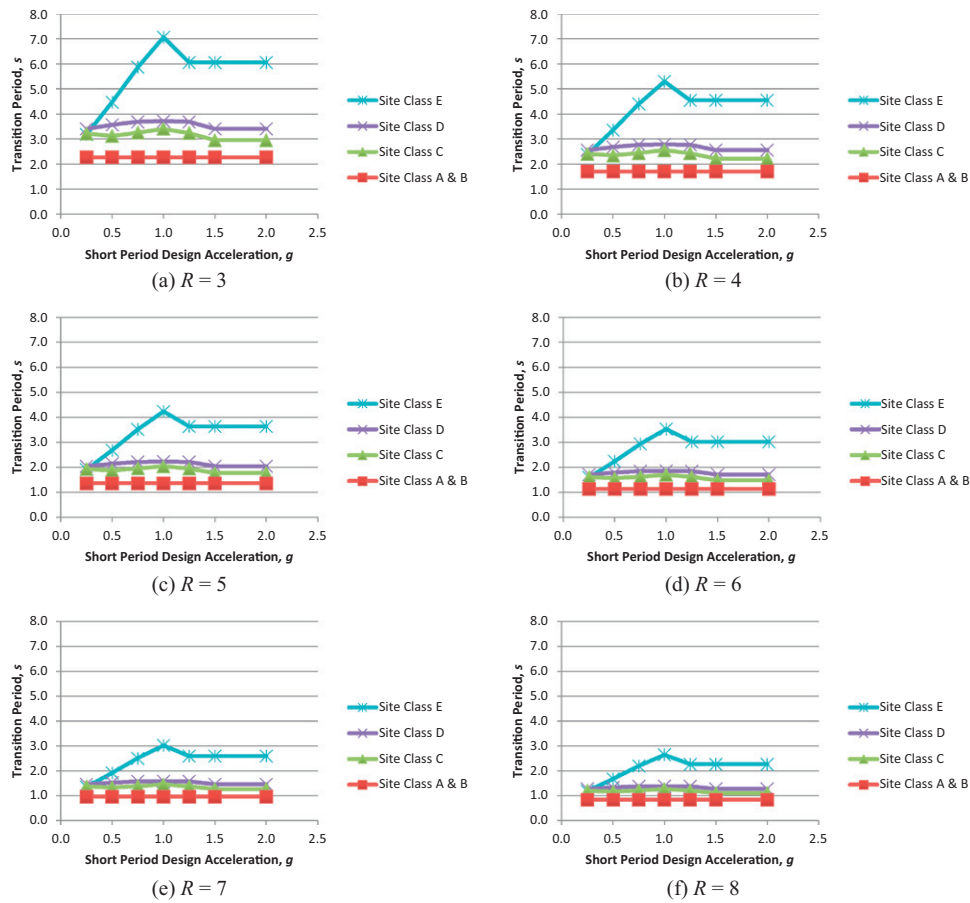 8.0
7.0
6.0
5.0
4.0
3.0
2.0
1.0
0.0
Transition Period, s
0.0 0.5 1.0 1.5 2.0 2.5
Short Period Design Acceleration, g
Site Class E
Site Class D
Site Class C
Site Class A & B
(a) R = 3
8.0
7.0
6.0
5.0
4.0
3.0
2.0
1.0
0.0
Transition Period, s
0.0 0.5 1.0 1.5 2.0 2.5
Short Period Design Acceleration, g
Site Class E
Site Class D
Site Class C
Site Class A & B
(b) R = 4
8.0
7.0
6.0
5.0
4.0
3.0
2.0
1.0
0.0
Transition Period, s
0.0 0.5 1.0 1.5 2.0 2.5
Short Period Design Acceleration, g
Site Class E
Site Class D
Site Class C
Site Class A & B
(c) R = 5
8.0
7.0
6.0
5.0
4.0
3.0
2.0
1.0
0.0
Transition Period, s
0.0 0.5 1.0 1.5 2.0 2.5
Short Period Design Acceleration, g
Site Class E
Site Class D
Site Class C
Site Class A & B
(d) R = 6
8.0
7.0
6.0
5.0
4.0
3.0
2.0
1.0
0.0
Transition Period, s
0.0 0.5 1.0 1.5 2.0 2.5
Short Period Design Acceleration, g
Site Class E
Site Class D
Site Class C
Site Class A & B
(e) R = 7
8.0
7.0
6.0
5.0
4.0
3.0
2.0
1.0
0.0
Transition Period, s
0.0 0.5 1.0 1.5 2.0 2.5
Short Period Design Acceleration, g
Site Class E
Site Class D
Site Class C
Site Class A & B
(f) R = 8